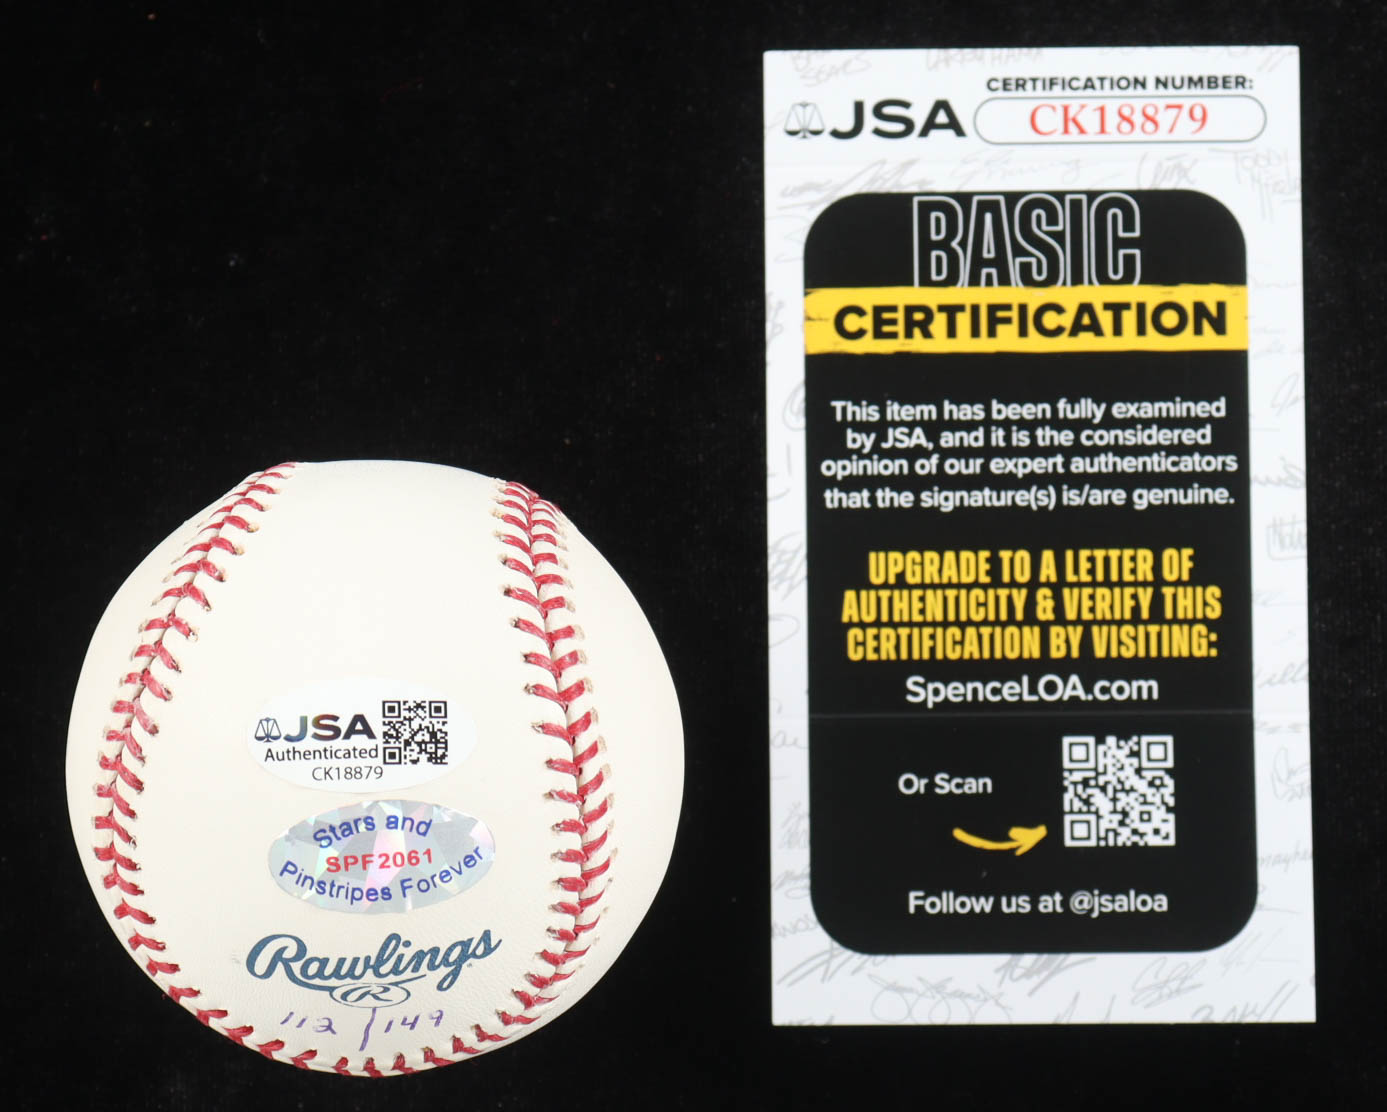 JSA
Authenticated
CK18879
Stars and
SPF2061
Pinstripes Forever
Rawlings
R
112/149
CERTIFICATION NUMBER:
JSA
CK18879
BASIC
CERTIFICATION
This item has been fully examined
by JSA, and it is the considered
opinion of our expert authenticators
that the signature(s) is/are genuine.
UPGRADE TO A LETTER OF
AUTHENTICITY & VERIFY THIS
CERTIFICATION BY VISITING:
SpenceLOA.com
Or Scan
Follow us at @jsaloa